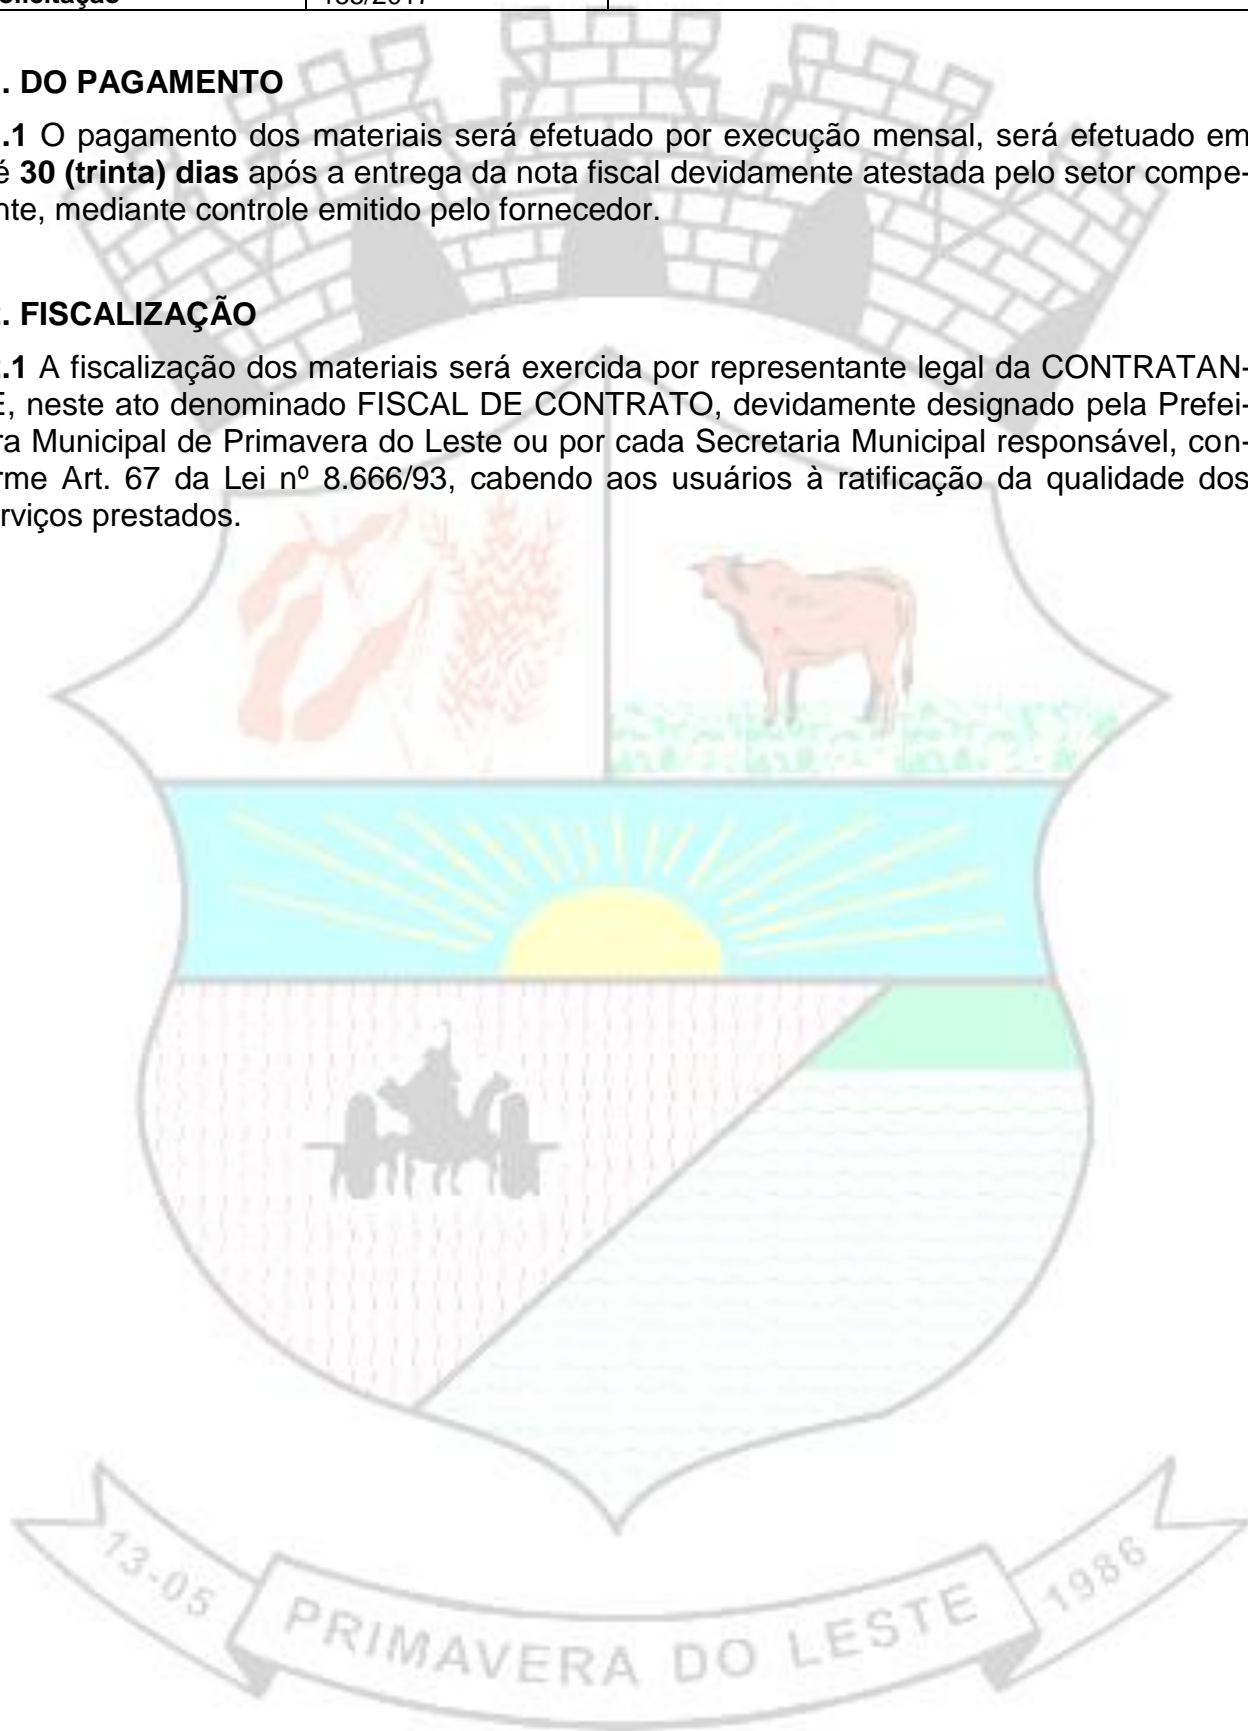 . DO PAGAMENTO
.1 O pagamento dos materiais será efetuado por execução mensal, será efetuado em
é 30 (trinta) dias após a entrega da nota fiscal devidamente atestada pelo setor compe-
nte, mediante controle emitido pelo fornecedor.
. FISCALIZAÇÃO
.1 A fiscalização dos materiais será exercida por representante legal da CONTRATAN-
E, neste ato denominado FISCAL DE CONTRATO, devidamente designado pela Prefei-
ra Municipal de Primavera do Leste ou por cada Secretaria Municipal responsável, con-
rme Art. 67 da Lei nº 8.666/93, cabendo aos usuários à ratificação da qualidade dos
rviços prestados.
13-05 PRIMAVERA DO LESTE 1986